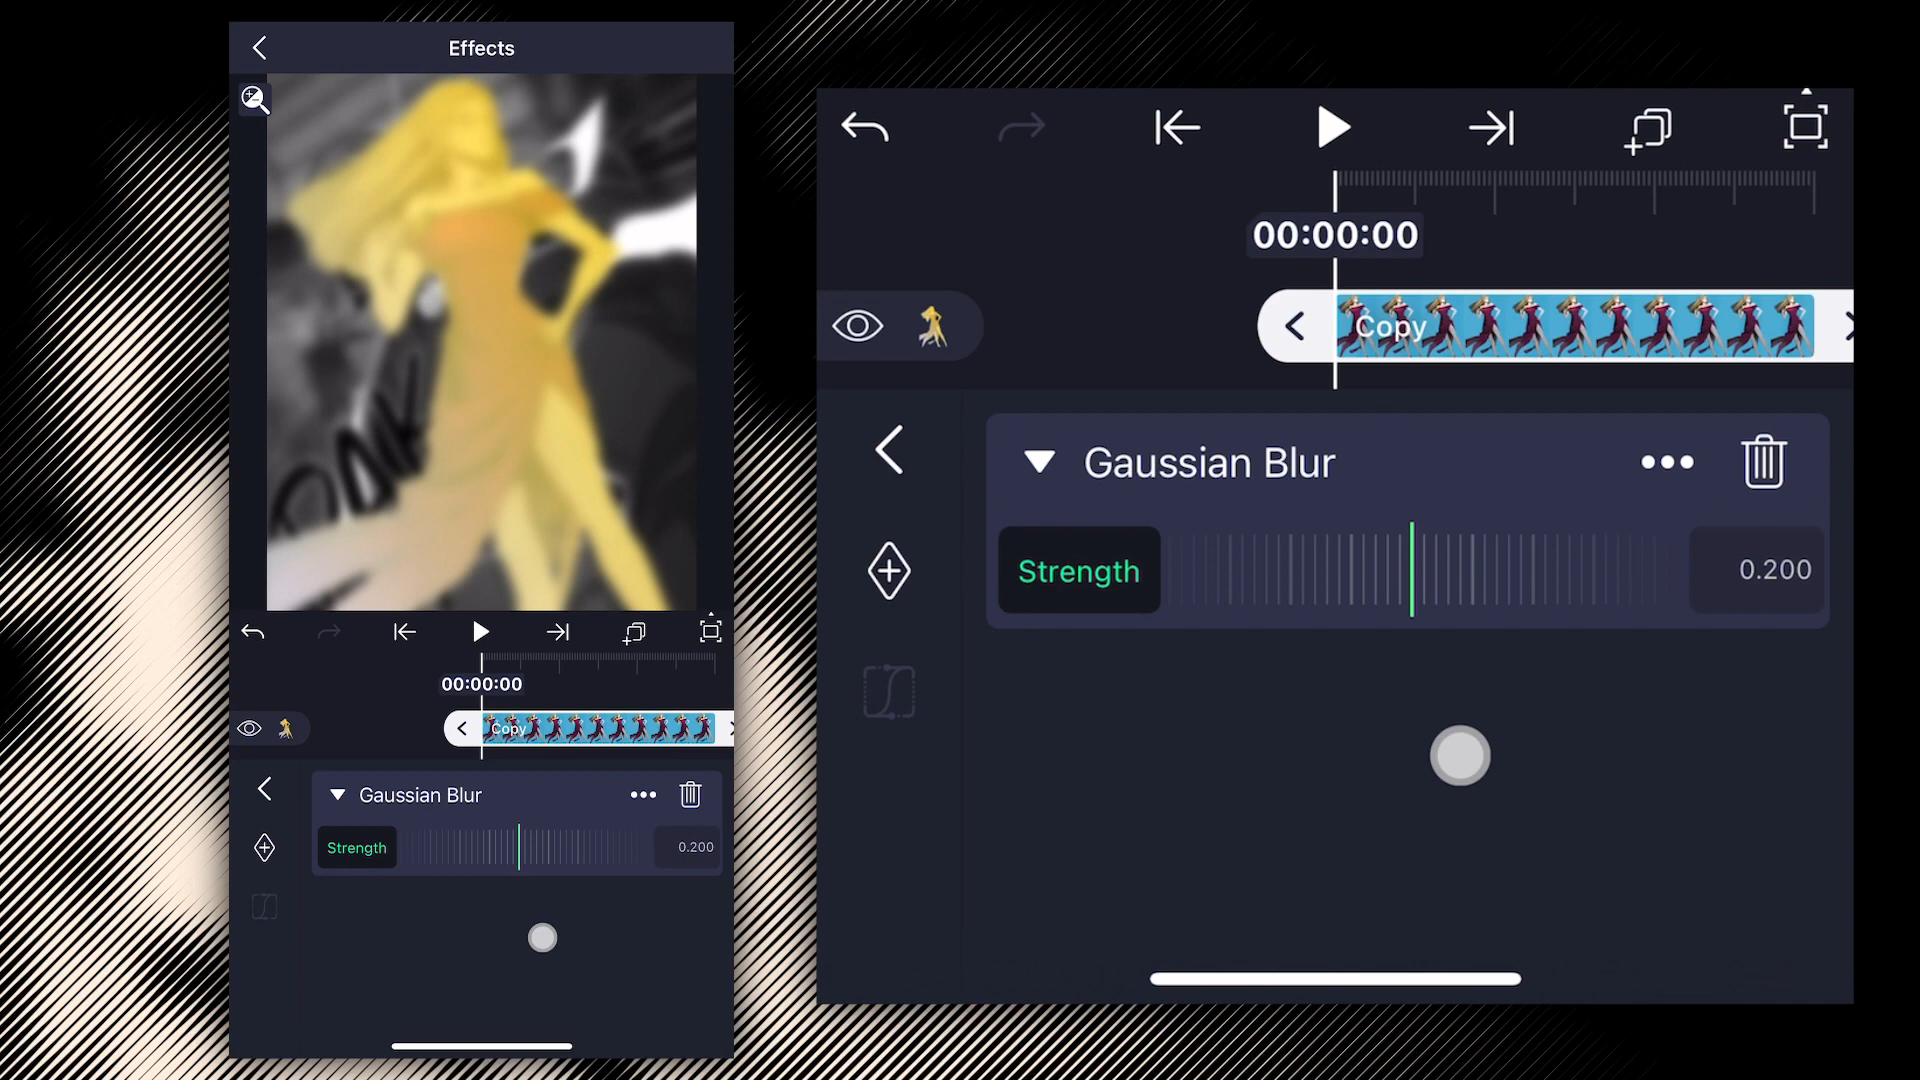 Effects
00:00:00
Copy
Gaussian Blur
Strength
0.200
00:00:00
Copy
Gaussian Blur
Strength
0.200